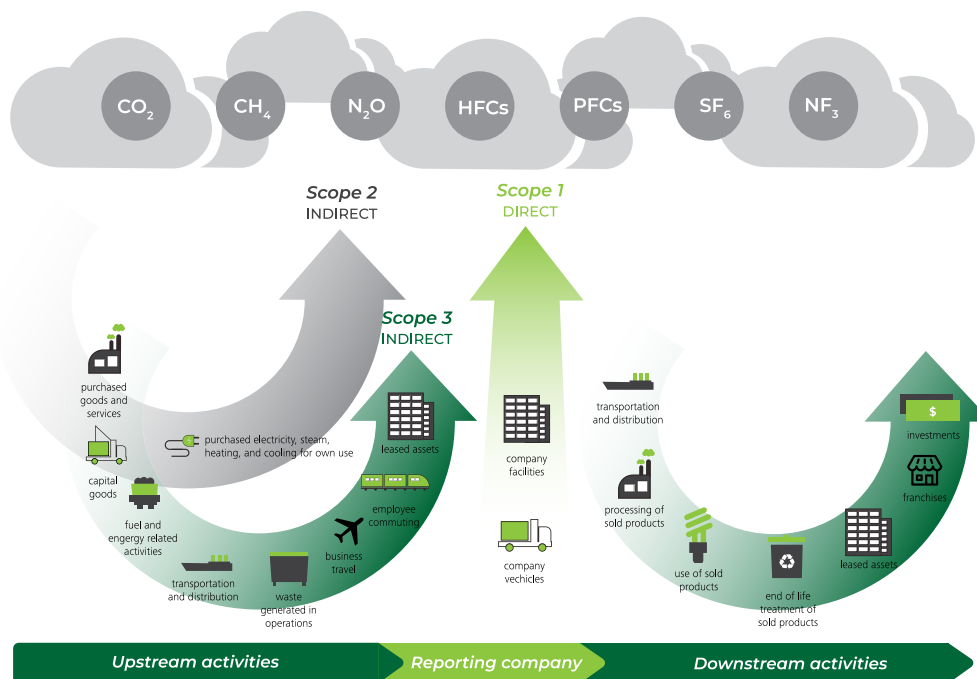 CO₂
CH₄
N₂O
HFCs
PFCs
SF₆
NF₃
Scope 2
INDIRECT
Scope 1
DIRECT
Scope 3
INDIRECT
purchased
goods and
services
capital
goods
fuel and
engergy related
activities
transportation
and distribution
waste
generated in
operations
business
travel
employee
commuting
leased assets
purchased electricity, steam,
heating, and cooling for own use
company
facilities
company
vechicles
transportation
and distribution
processing of
sold products
use of sold
products
end of life
treatment of
sold products
leased assets
franchises
$
investments
Upstream activities
Reporting company
Downstream activities